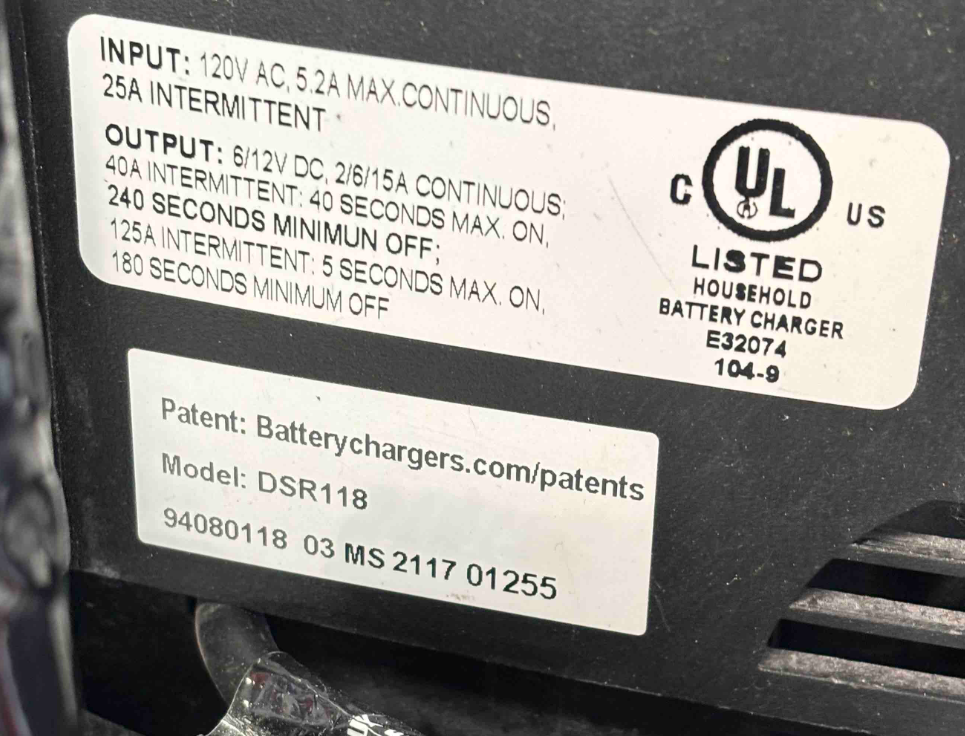 INPUT: 120V AC, 5.2A MAX.CONTINUOUS,
25A INTERMITTENT
OUTPUT: 6/12V DC, 2/6/15A CONTINUOUS;
40A INTERMITTENT: 40 SECONDS MAX. ON,
240 SECONDS MINIMUN OFF;
125A INTERMITTENT: 5 SECONDS MAX. ON,
180 SECONDS MINIMUM OFF
C UL US
LISTED
HOUSEHOLD
BATTERY CHARGER
E32074
104-9
Patent: Batterychargers.com/patents
Model: DSR118
94080118 03 MS 2117 01255